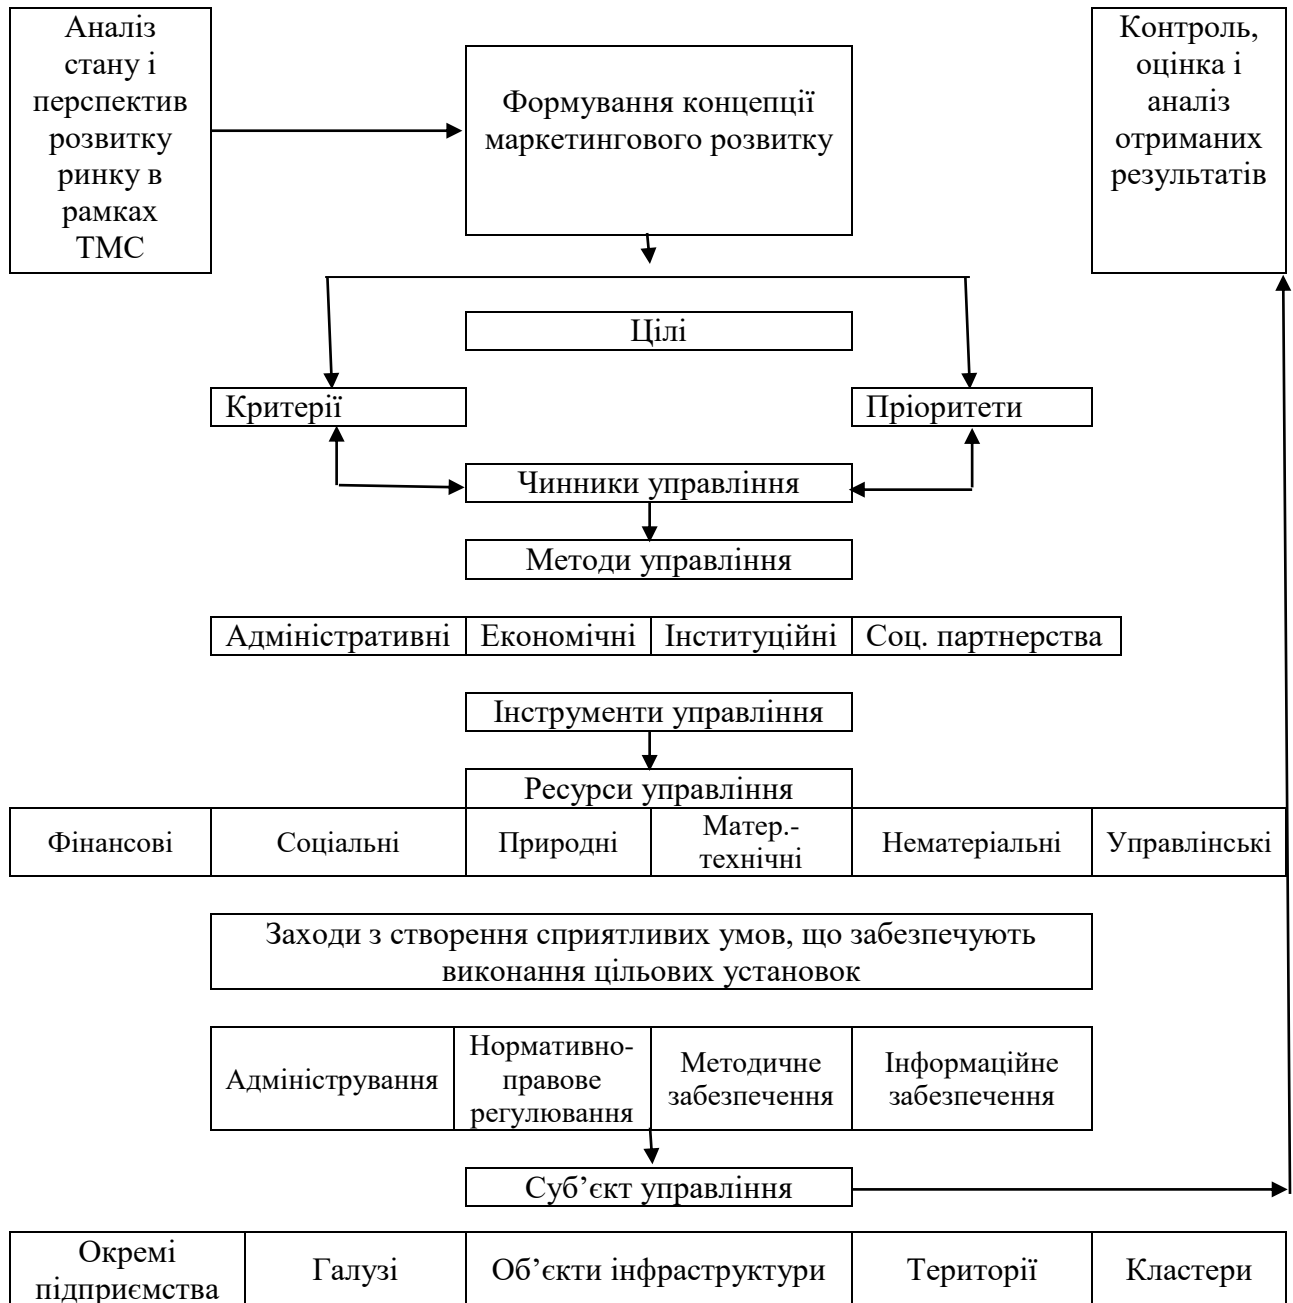 Аналіз
стану і
перспектив
розвитку
ринку в
рамках
ТМС
Формування концепції
маркетингового розвитку
Контроль,
оцінка і
аналіз
отриманих
результатів
Цілі
Критерії
Пріоритети
Чинники управління
Методи управління
Адміністративні
Економічні
Інституційні
Соц. партнерства
Інструменти управління
Ресурси управління
Фінансові
Соціальні
Природні
Матер.-
технічні
Нематеріальні
Управлінські
Заходи з створення сприятливих умов, що забезпечують
виконання цільових установок
Адміністрування
Нормативно-
правове
регулювання
Методичне
забезпечення
Інформаційне
забезпечення
Суб’єкт управління
Окремі
підприємства
Галузі
Об’єкти інфраструктури
Території
Кластери